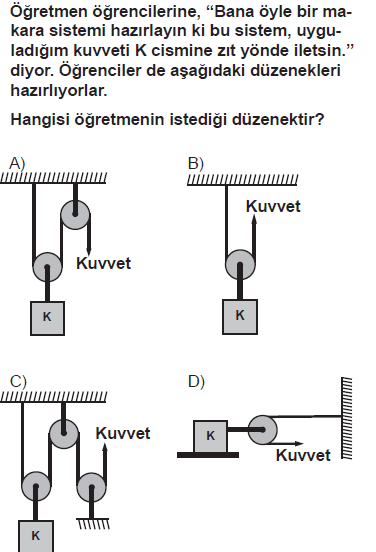 Öğretmen öğrencilerine, “Bana öyle bir ma-
kara sistemi hazırlayın ki bu sistem, uygu-
ladığım kuvveti K cismine zıt yönde iletsin.”
diyor. Öğrenciler de aşağıdaki düzenekleri
hazırlıyorlar.
Hangisi öğretmenin istediği düzenektir?
A)
Kuvvet
K
B)
Kuvvet
K
C)
Kuvvet
K
D)
K
Kuvvet